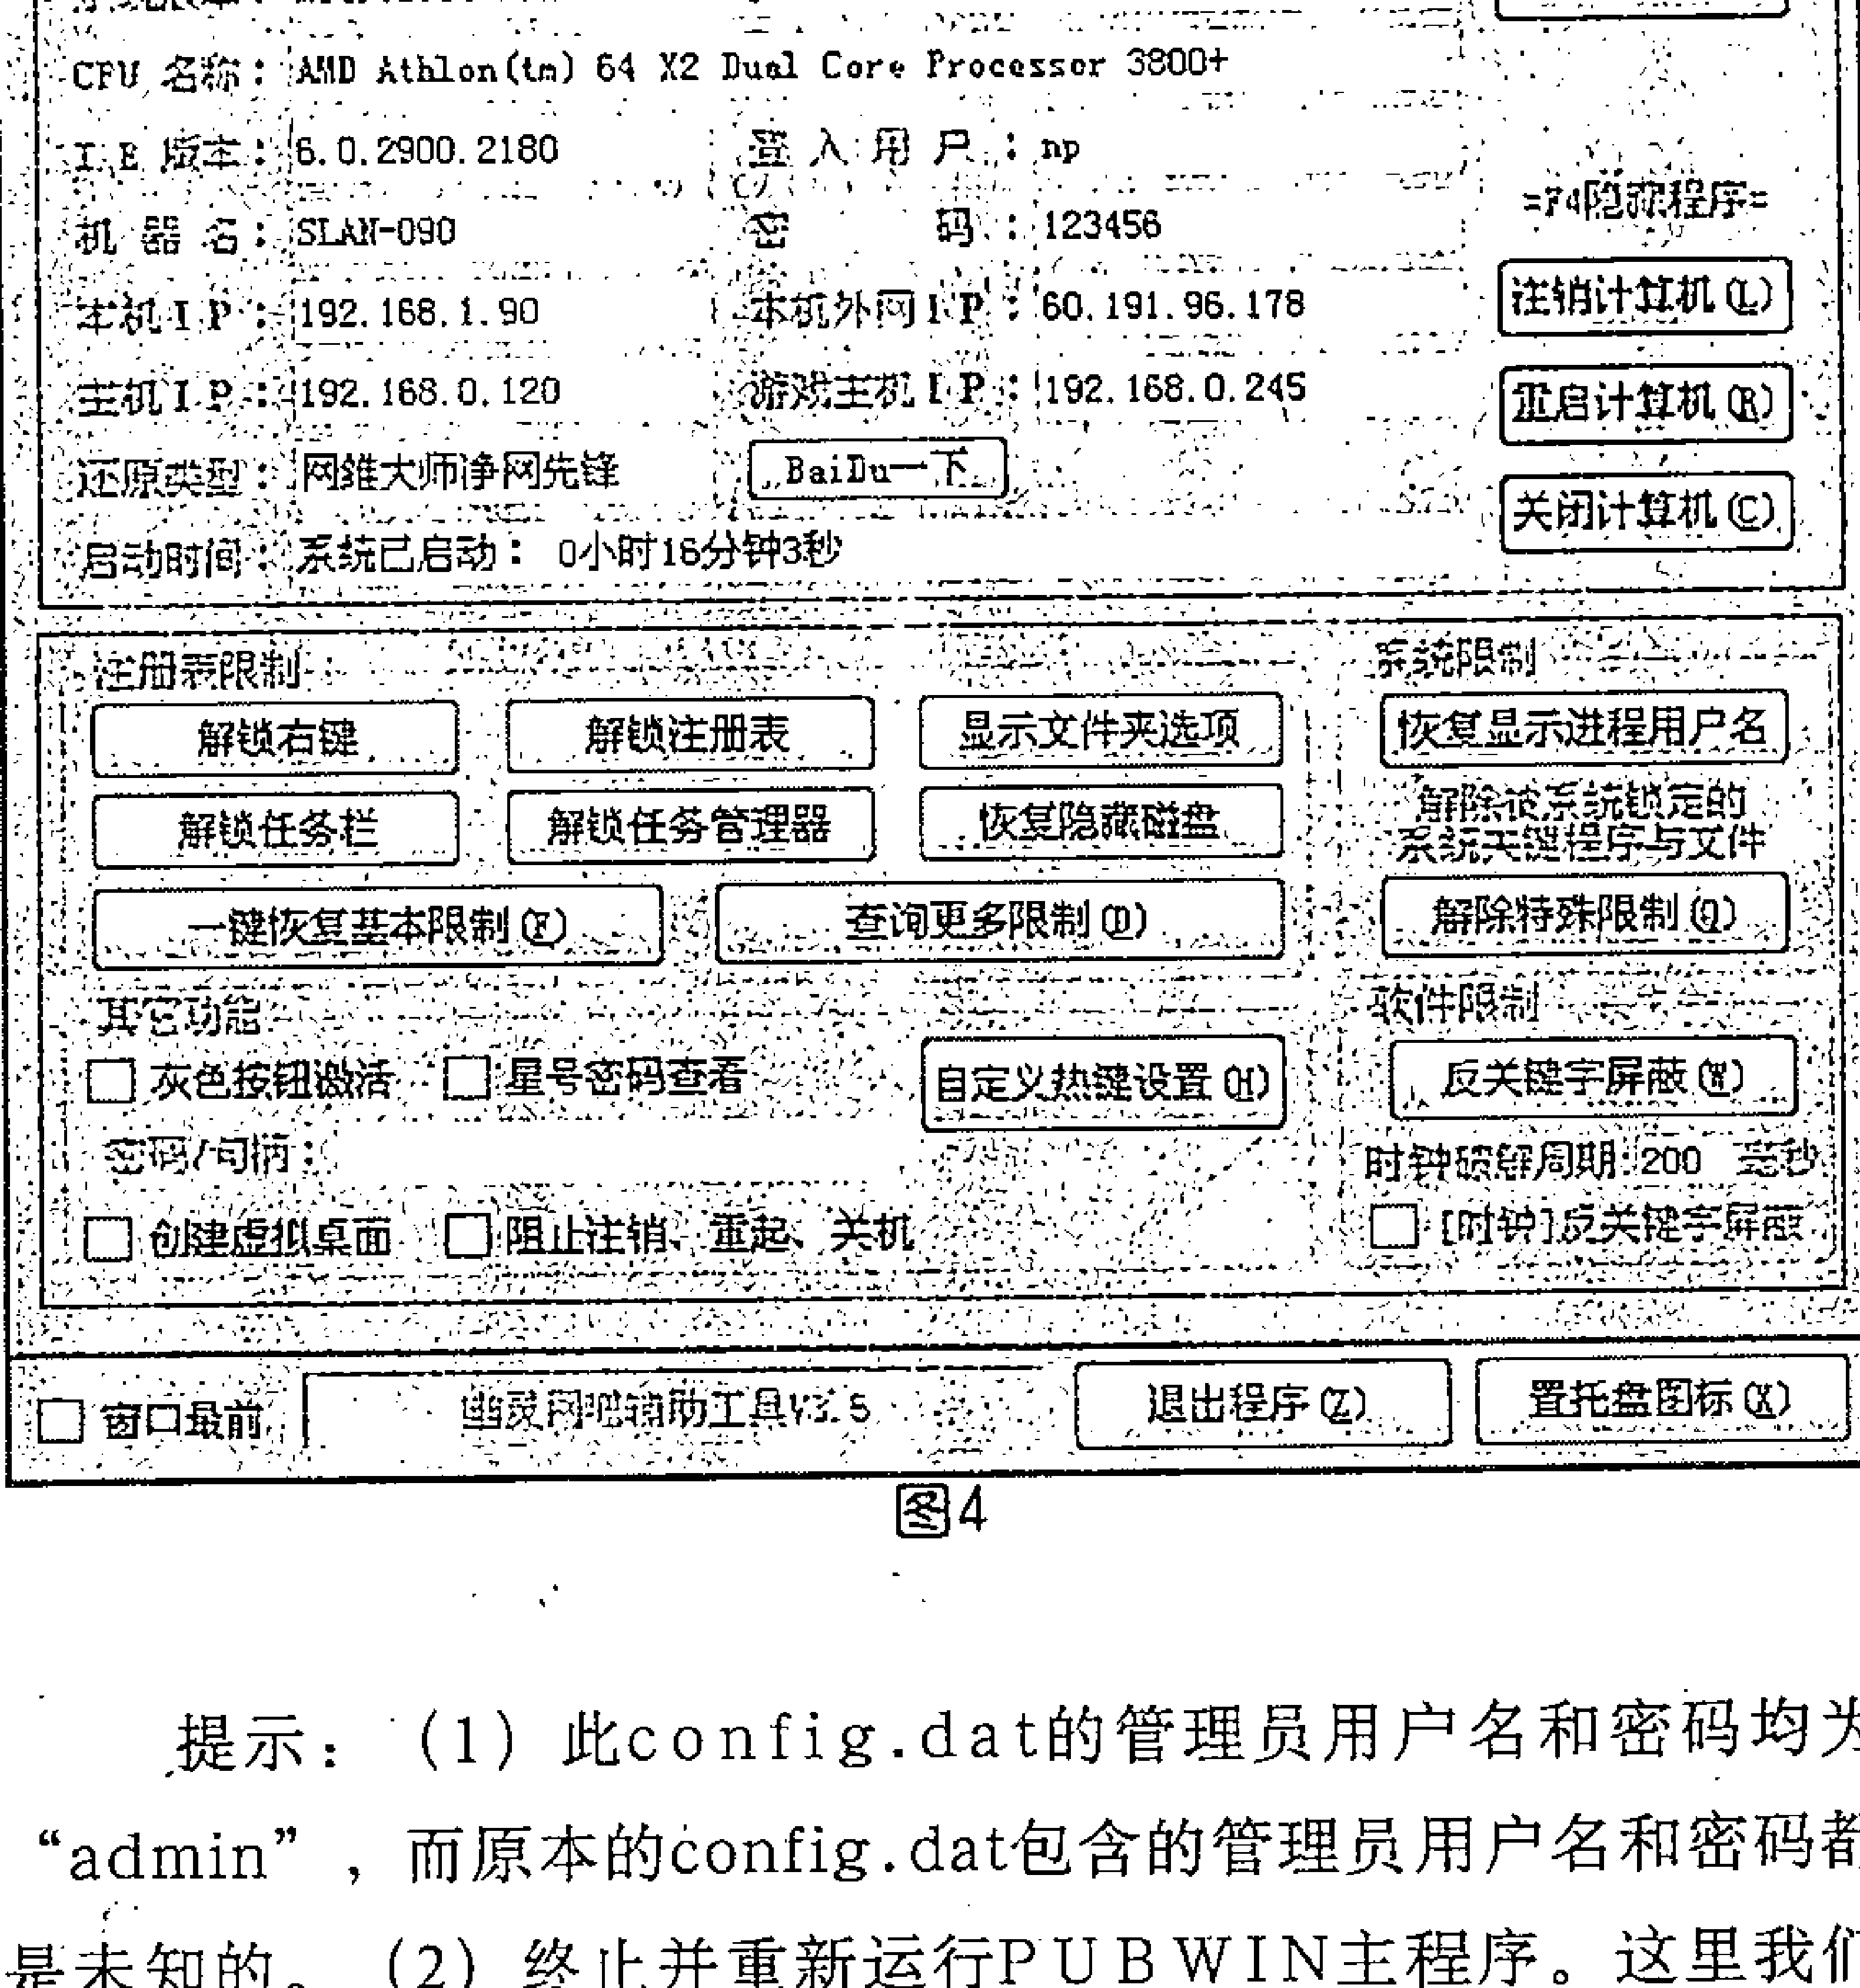 CPU 名称： AMD Athlon(tm) 64 X2 Dual Core Processor 3800+
I E 版本： 6.0.2900.2180 登入用户： np
=F4隐藏程序=
机器名： SLAN-090 密码： 123456
注销计算机(L)
本机IP： 192.168.1.90 本机外网IP： 60.191.96.178
主机IP： 192.168.0.120 游戏主机IP： 192.168.0.245
重启计算机(R)
还原类型： 网维大师诤网先锋 BaiDu一下
关闭计算机(C)
启动时间： 系统已启动： 0小时16分钟3秒
注册表限制 系统限制
解锁右键 解锁注册表 显示文件夹选项 恢复显示进程用户名
解锁任务栏 解锁任务管理器 恢复隐藏磁盘
解除被系统锁定的
系统关键程序与文件
一键恢复基本限制(F) 查询更多限制(D) 解除特殊限制(Q)
其它功能 软件限制
灰色按钮激活 星号密码查看 自定义热键设置(H) 反关键字屏蔽(W)
密码/句柄： 时钟破解周期 200 毫秒
创建虚拟桌面 阻止注销、重起、关机 [时钟]反关键字屏蔽
窗口最前 幽灵网吧辅助工具V3.5 退出程序(Z) 置托盘图标(X)
图4
提示：（1）此config.dat的管理员用户名和密码均为
“admin”，而原本的config.dat包含的管理员用户名和密码都
是未知的。（2）终止并重新运行PUBWIN主程序。这里我们